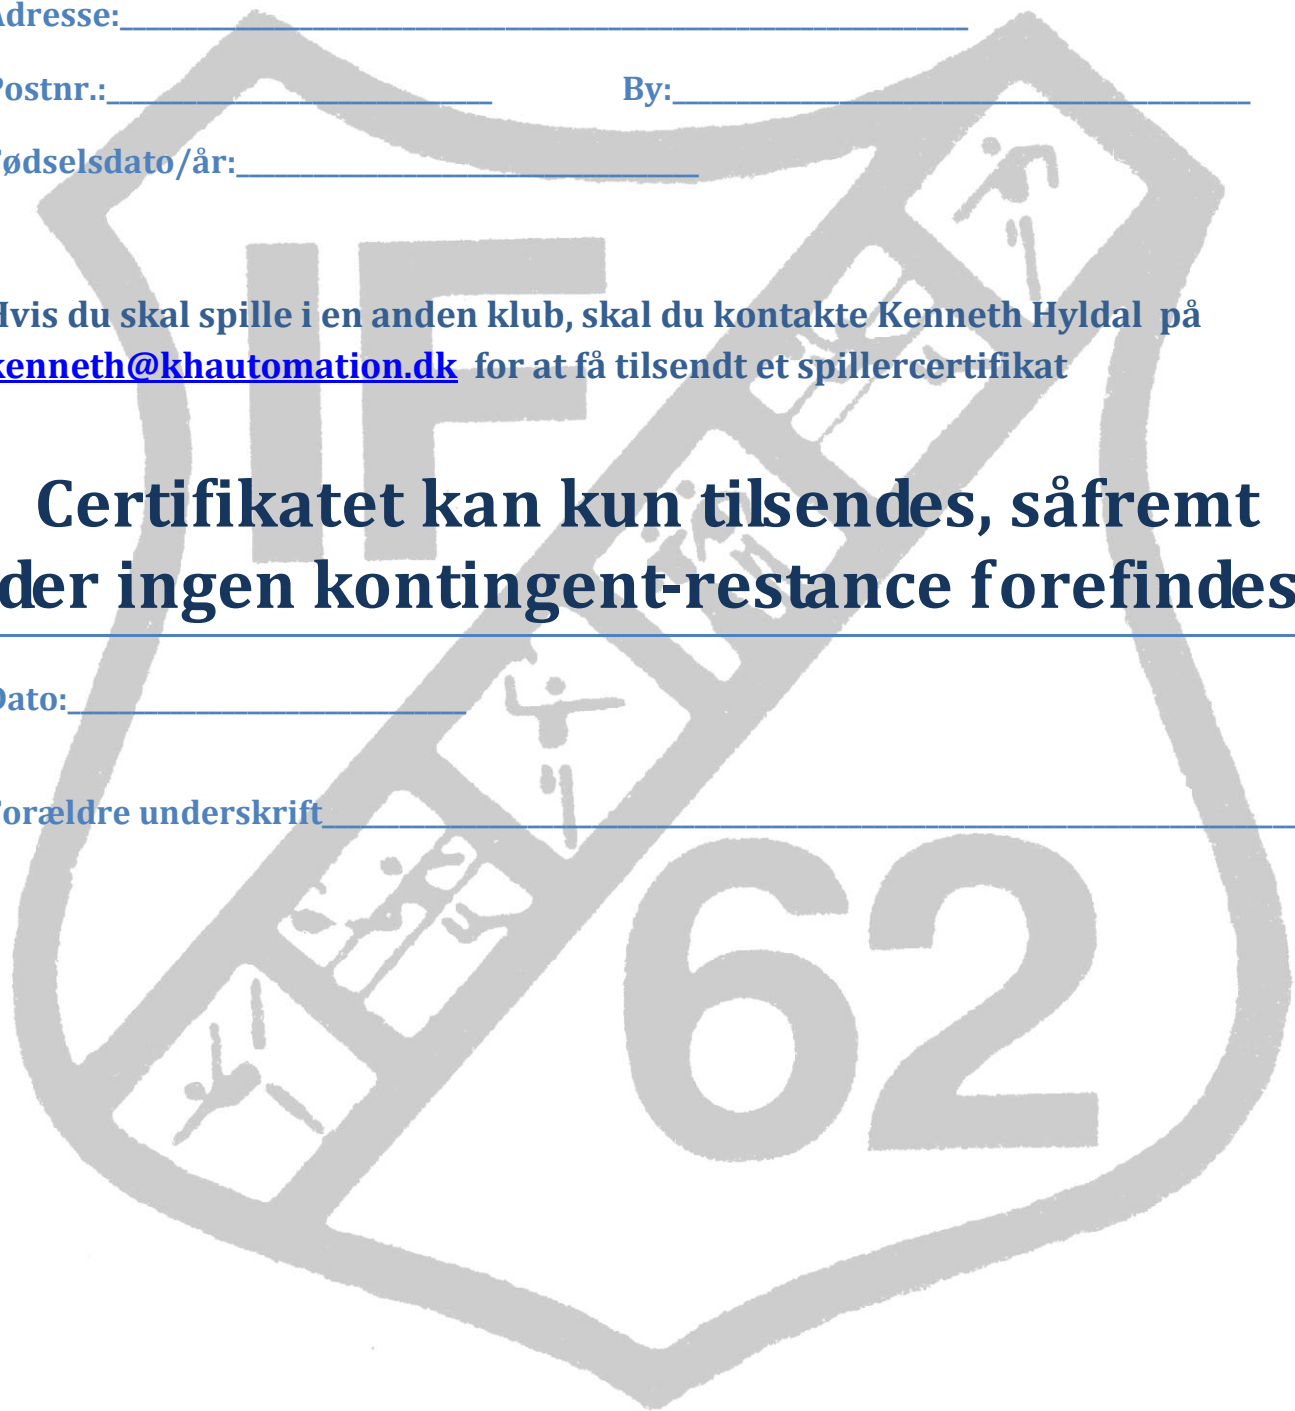 Adresse:
Postnr.: By:
Fødselsdato/år:
IF
Hvis du skal spille i en anden klub, skal du kontakte Kenneth Hyldal på
kenneth@khautomation.dk for at få tilsendt et spillercertifikat
Certifikatet kan kun tilsendes, såfremt
der ingen kontingent-restance forefindes
Dato:
Forældre underskrift
62